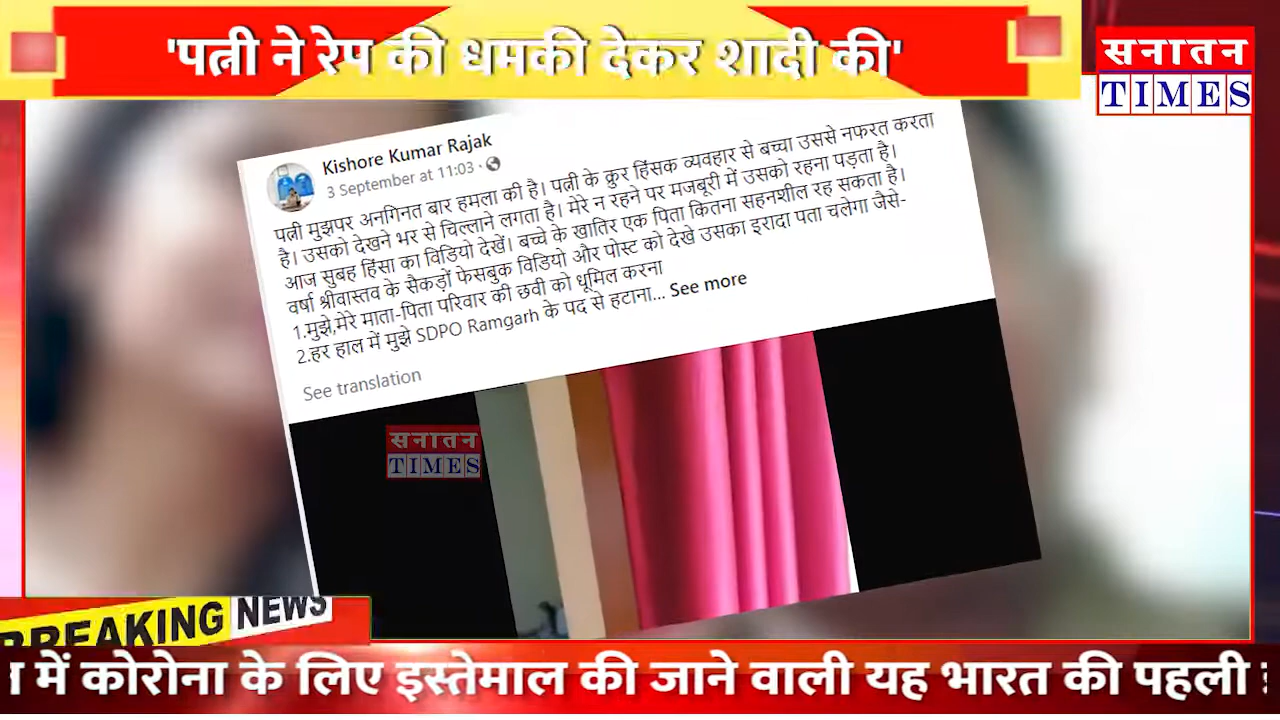 'पत्नी ने रेप की धमकी देकर शादी की'
सनातन
TIMES
Kishore Kumar Rajak
3 September at 11:03 ·
पत्नी मुझपर अनगिनत बार हमला की है। पत्नी के क्रुर हिंसक व्यवहार से बच्चा उससे नफरत करता
है। उसको देखने भर से चिल्लाने लगता है। मेरे न रहने पर मजबूरी में उसको रहना पड़ता है।
आज सुबह हिंसा का विडियो देखें। बच्चे के खातिर एक पिता कितना सहनशील रह सकता है।
वर्षा श्रीवास्तव के सैकड़ों फेसबुक विडियो और पोस्ट को देखे उसका इरादा पता चलेगा जैसे-
1.मुझे,मेरे माता-पिता परिवार की छवी को धूमिल करना
2.हर हाल में मुझे SDPO Ramgarh के पद से हटाना... See more
See translation
सनातन
TIMES
BREAKING NEWS
में कोरोना के लिए इस्तेमाल की जाने वाली यह भारत की पहली